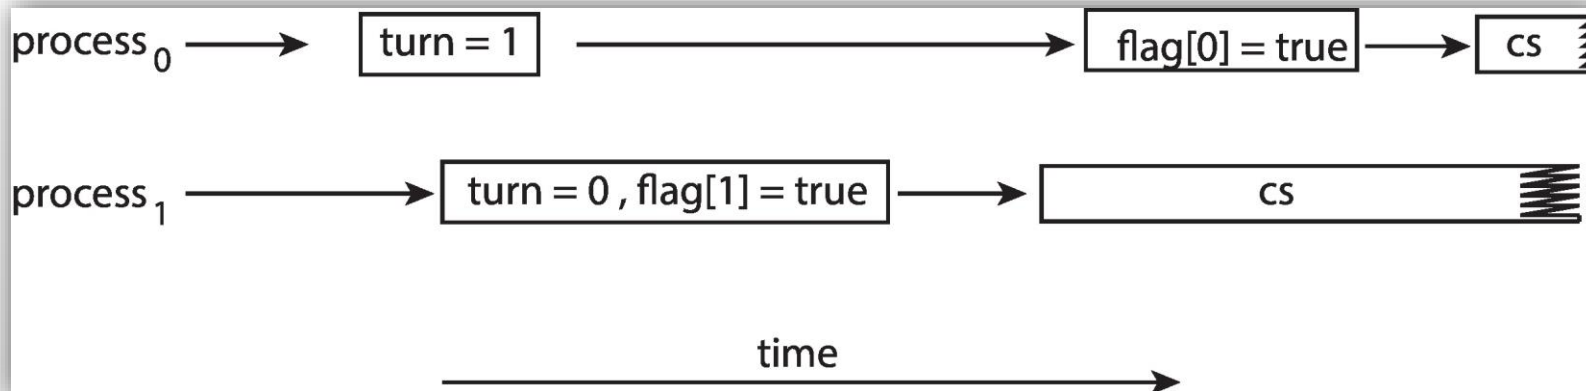 process0 turn = 1 flag[0] = true cs
process1 turn = 0 , flag[1] = true cs
time